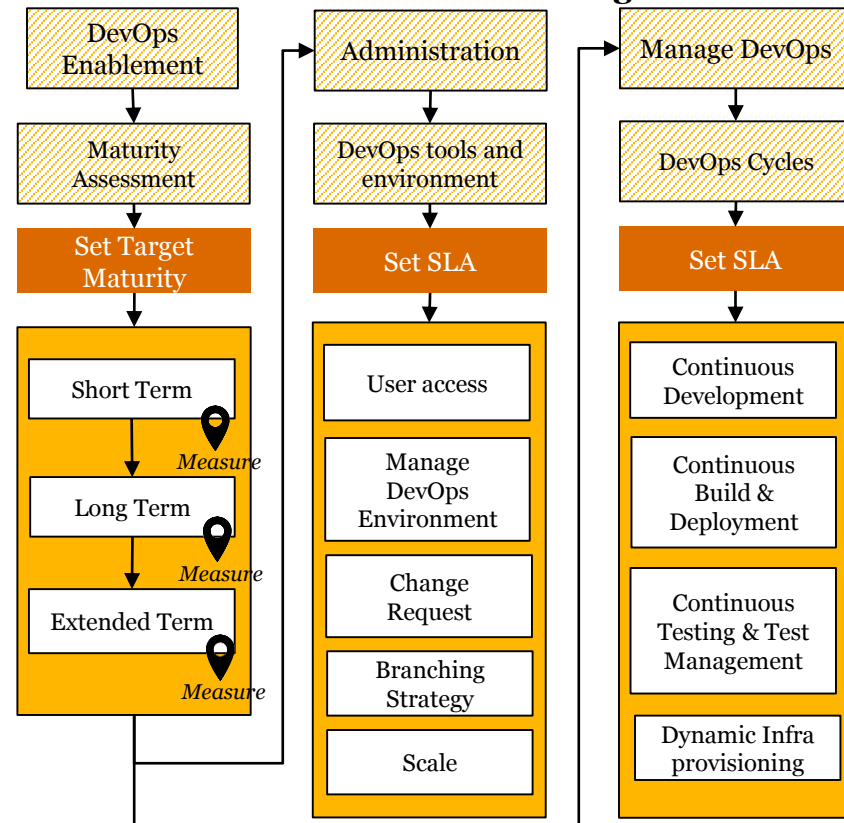 DevOps
Enablement
Maturity
Assessment
Set Target
Maturity
Short Term
Measure
Long Term
Measure
Extended Term
Measure
Administration
DevOps tools and
environment
Set SLA
User access
Manage
DevOps
Environment
Change
Request
Branching
Strategy
Scale
Manage DevOps
DevOps Cycles
Set SLA
Continuous
Development
Continuous
Build &
Deployment
Continuous
Testing & Test
Management
Dynamic Infra
provisioning